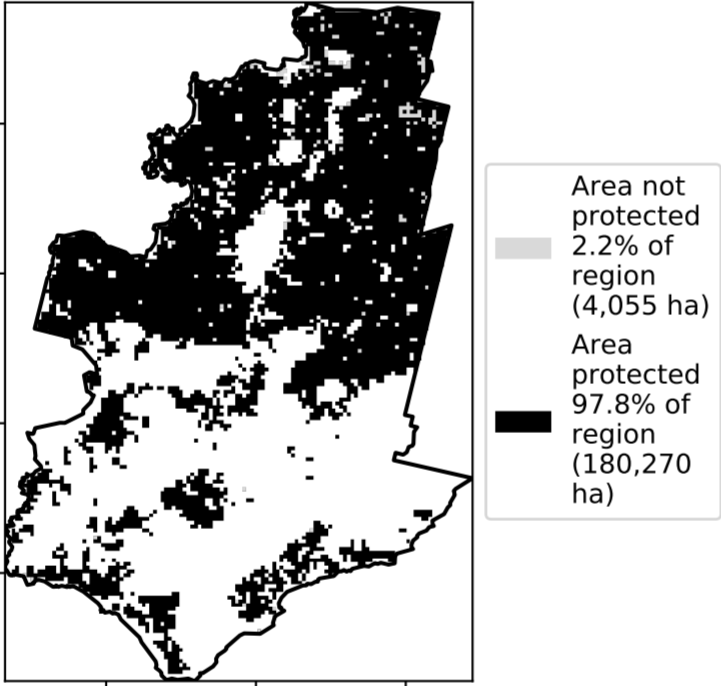 Area not
protected
2.2% of
region
(4,055 ha)
Area
protected
97.8% of
region
(180,270
ha)